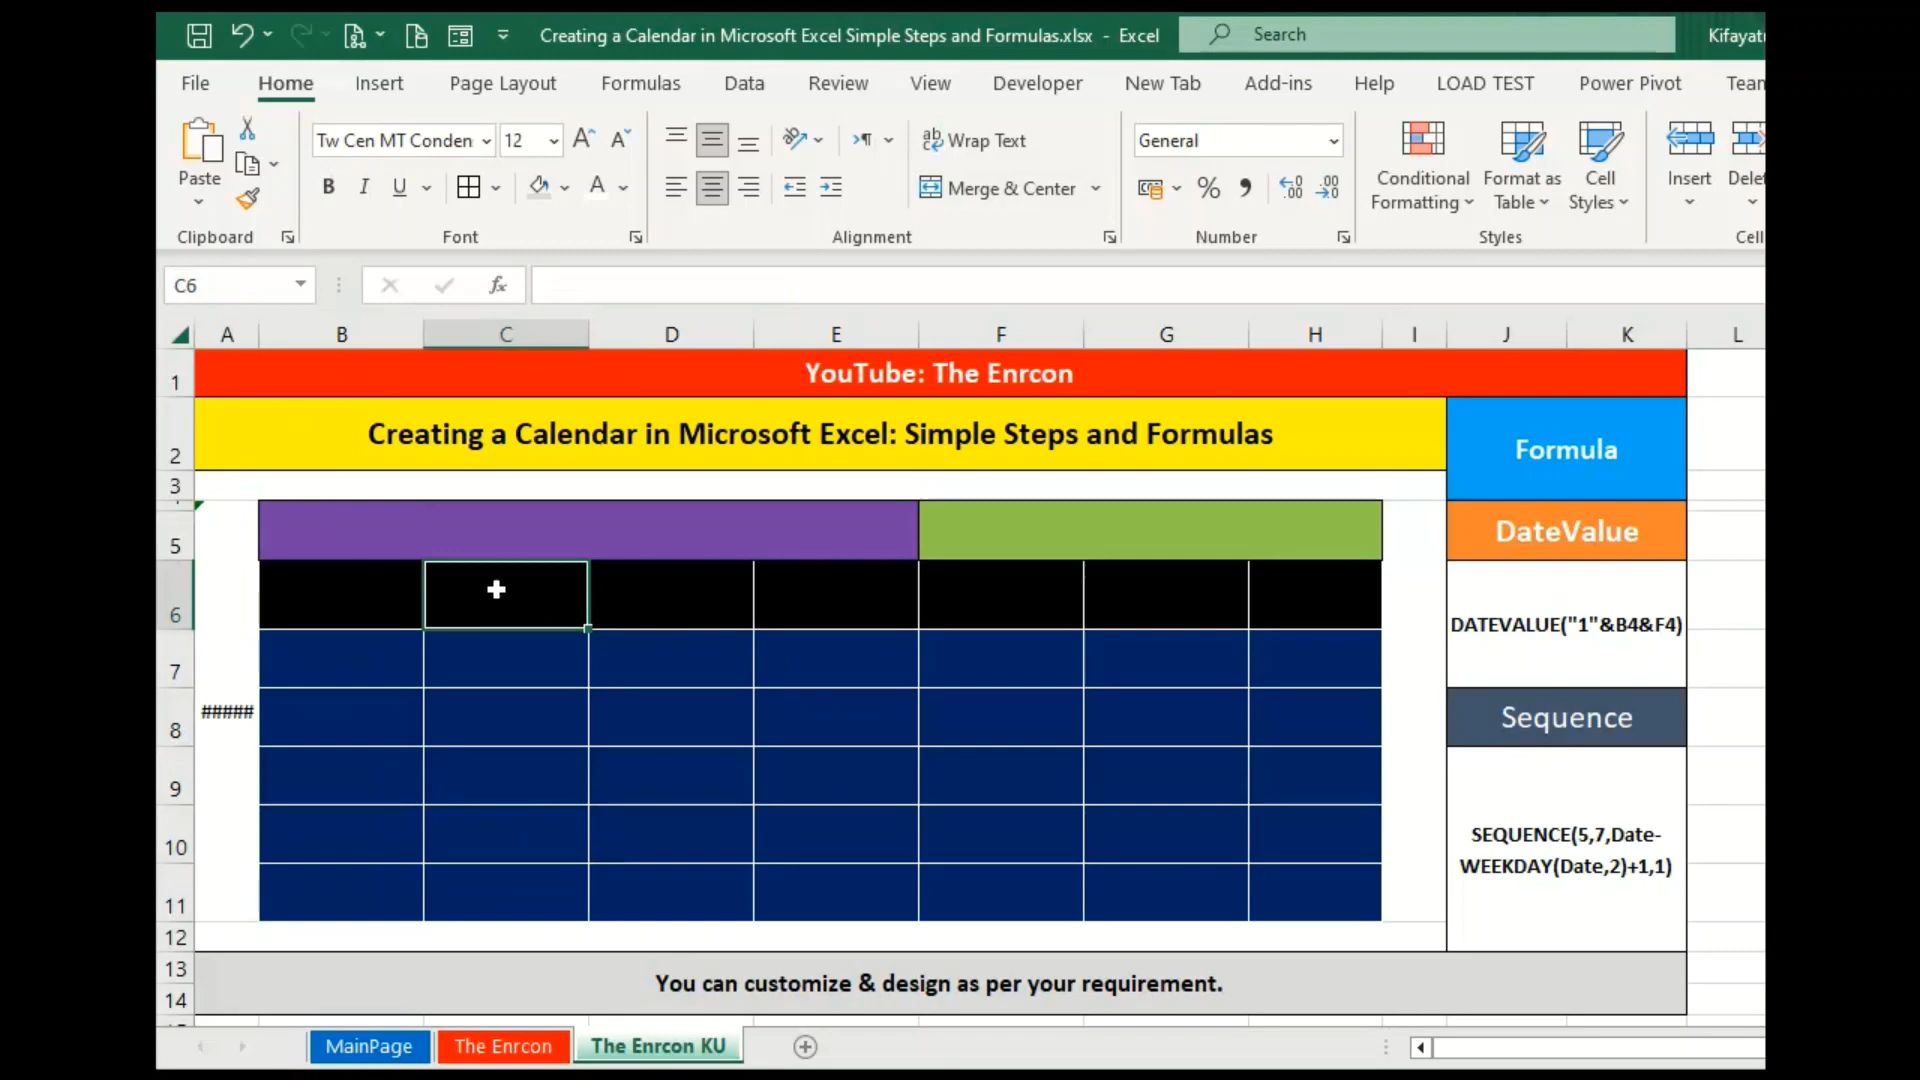 Creating a Calendar in Microsoft Excel Simple Steps and Formulas.xlsx - Excel
Search
Kifayat
File Home Insert Page Layout Formulas Data Review View Developer New Tab Add-ins Help LOAD TEST Power Pivot Team
Paste
Clipboard
Tw Cen MT Conden 12
B I U A
Font
Wrap Text
Merge & Center
Alignment
General
Number
Conditional Formatting
Format as Table
Cell Styles
Styles
Insert
Delet
Cell
C6
fx
A B C D E F G H I J K L
1 YouTube: The Enrcon
2 Creating a Calendar in Microsoft Excel: Simple Steps and Formulas
Formula
3
5
DateValue
6
DATEVALUE("1"&B4&F4)
7
8 #####
Sequence
9
10
SEQUENCE(5,7,Date-
WEEKDAY(Date,2)+1,1)
11
12
13
You can customize & design as per your requirement.
14
MainPage The Enrcon The Enrcon KU